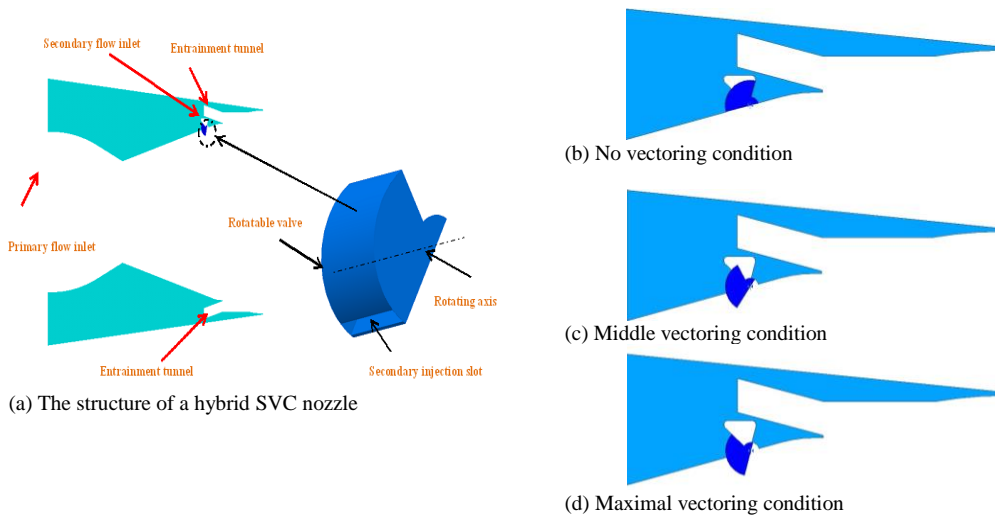 Secondary flow inlet
Entrainment tunnel
Primary flow inlet
Rotatable valve
Rotating axis
Secondary injection slot
Entrainment tunnel
(a) The structure of a hybrid SVC nozzle
(b) No vectoring condition
(c) Middle vectoring condition
(d) Maximal vectoring condition